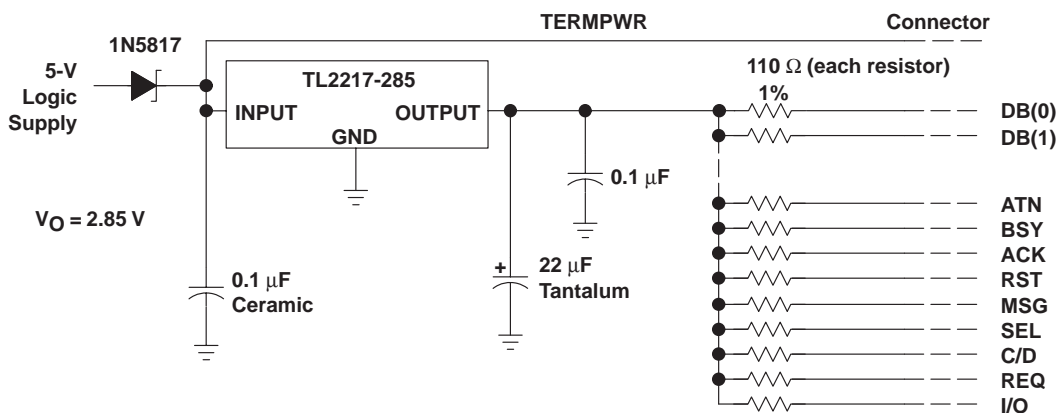 TERMPWR
Connector
1N5817
5-V
Logic
Supply
TL2217-285
INPUT
OUTPUT
GND
110 Ω (each resistor)
1%
DB(0)
DB(1)
0.1 μF
VO = 2.85 V
ATN
BSY
ACK
RST
MSG
SEL
C/D
REQ
I/O
0.1 μF
Ceramic
+
22 μF
Tantalum